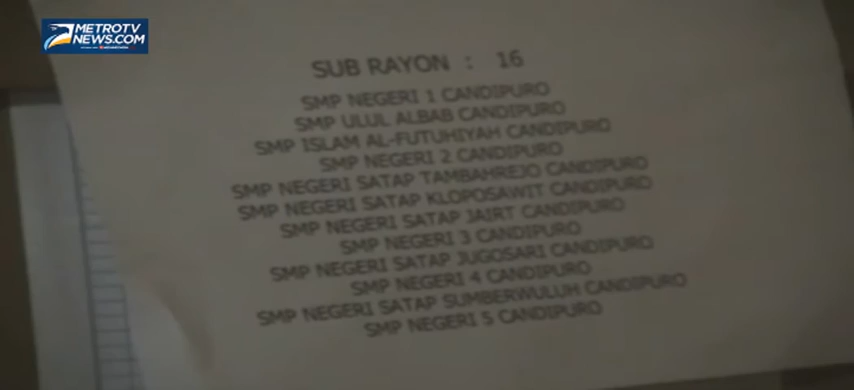 METROTV
NEWS.COM
SUB RAYON : 16
SMP NEGERI 1 CANDIPURO
SMP ULUL ALBAB CANDIPURO
SMP ISLAM AL-FUTUHIYAH CANDIPURO
SMP NEGERI 2 CANDIPURO
SMP NEGERI SATAP TAMBAHREJO CANDIPURO
SMP NEGERI SATAP KLOPOSAWIT CANDIPURO
SMP NEGERI SATAP JAIRT CANDIPURO
SMP NEGERI 3 CANDIPURO
SMP NEGERI SATAP JUGOSARI CANDIPURO
SMP NEGERI 4 CANDIPURO
SMP NEGERI SATAP SUMBERWULUH CANDIPURO
SMP NEGERI 5 CANDIPURO